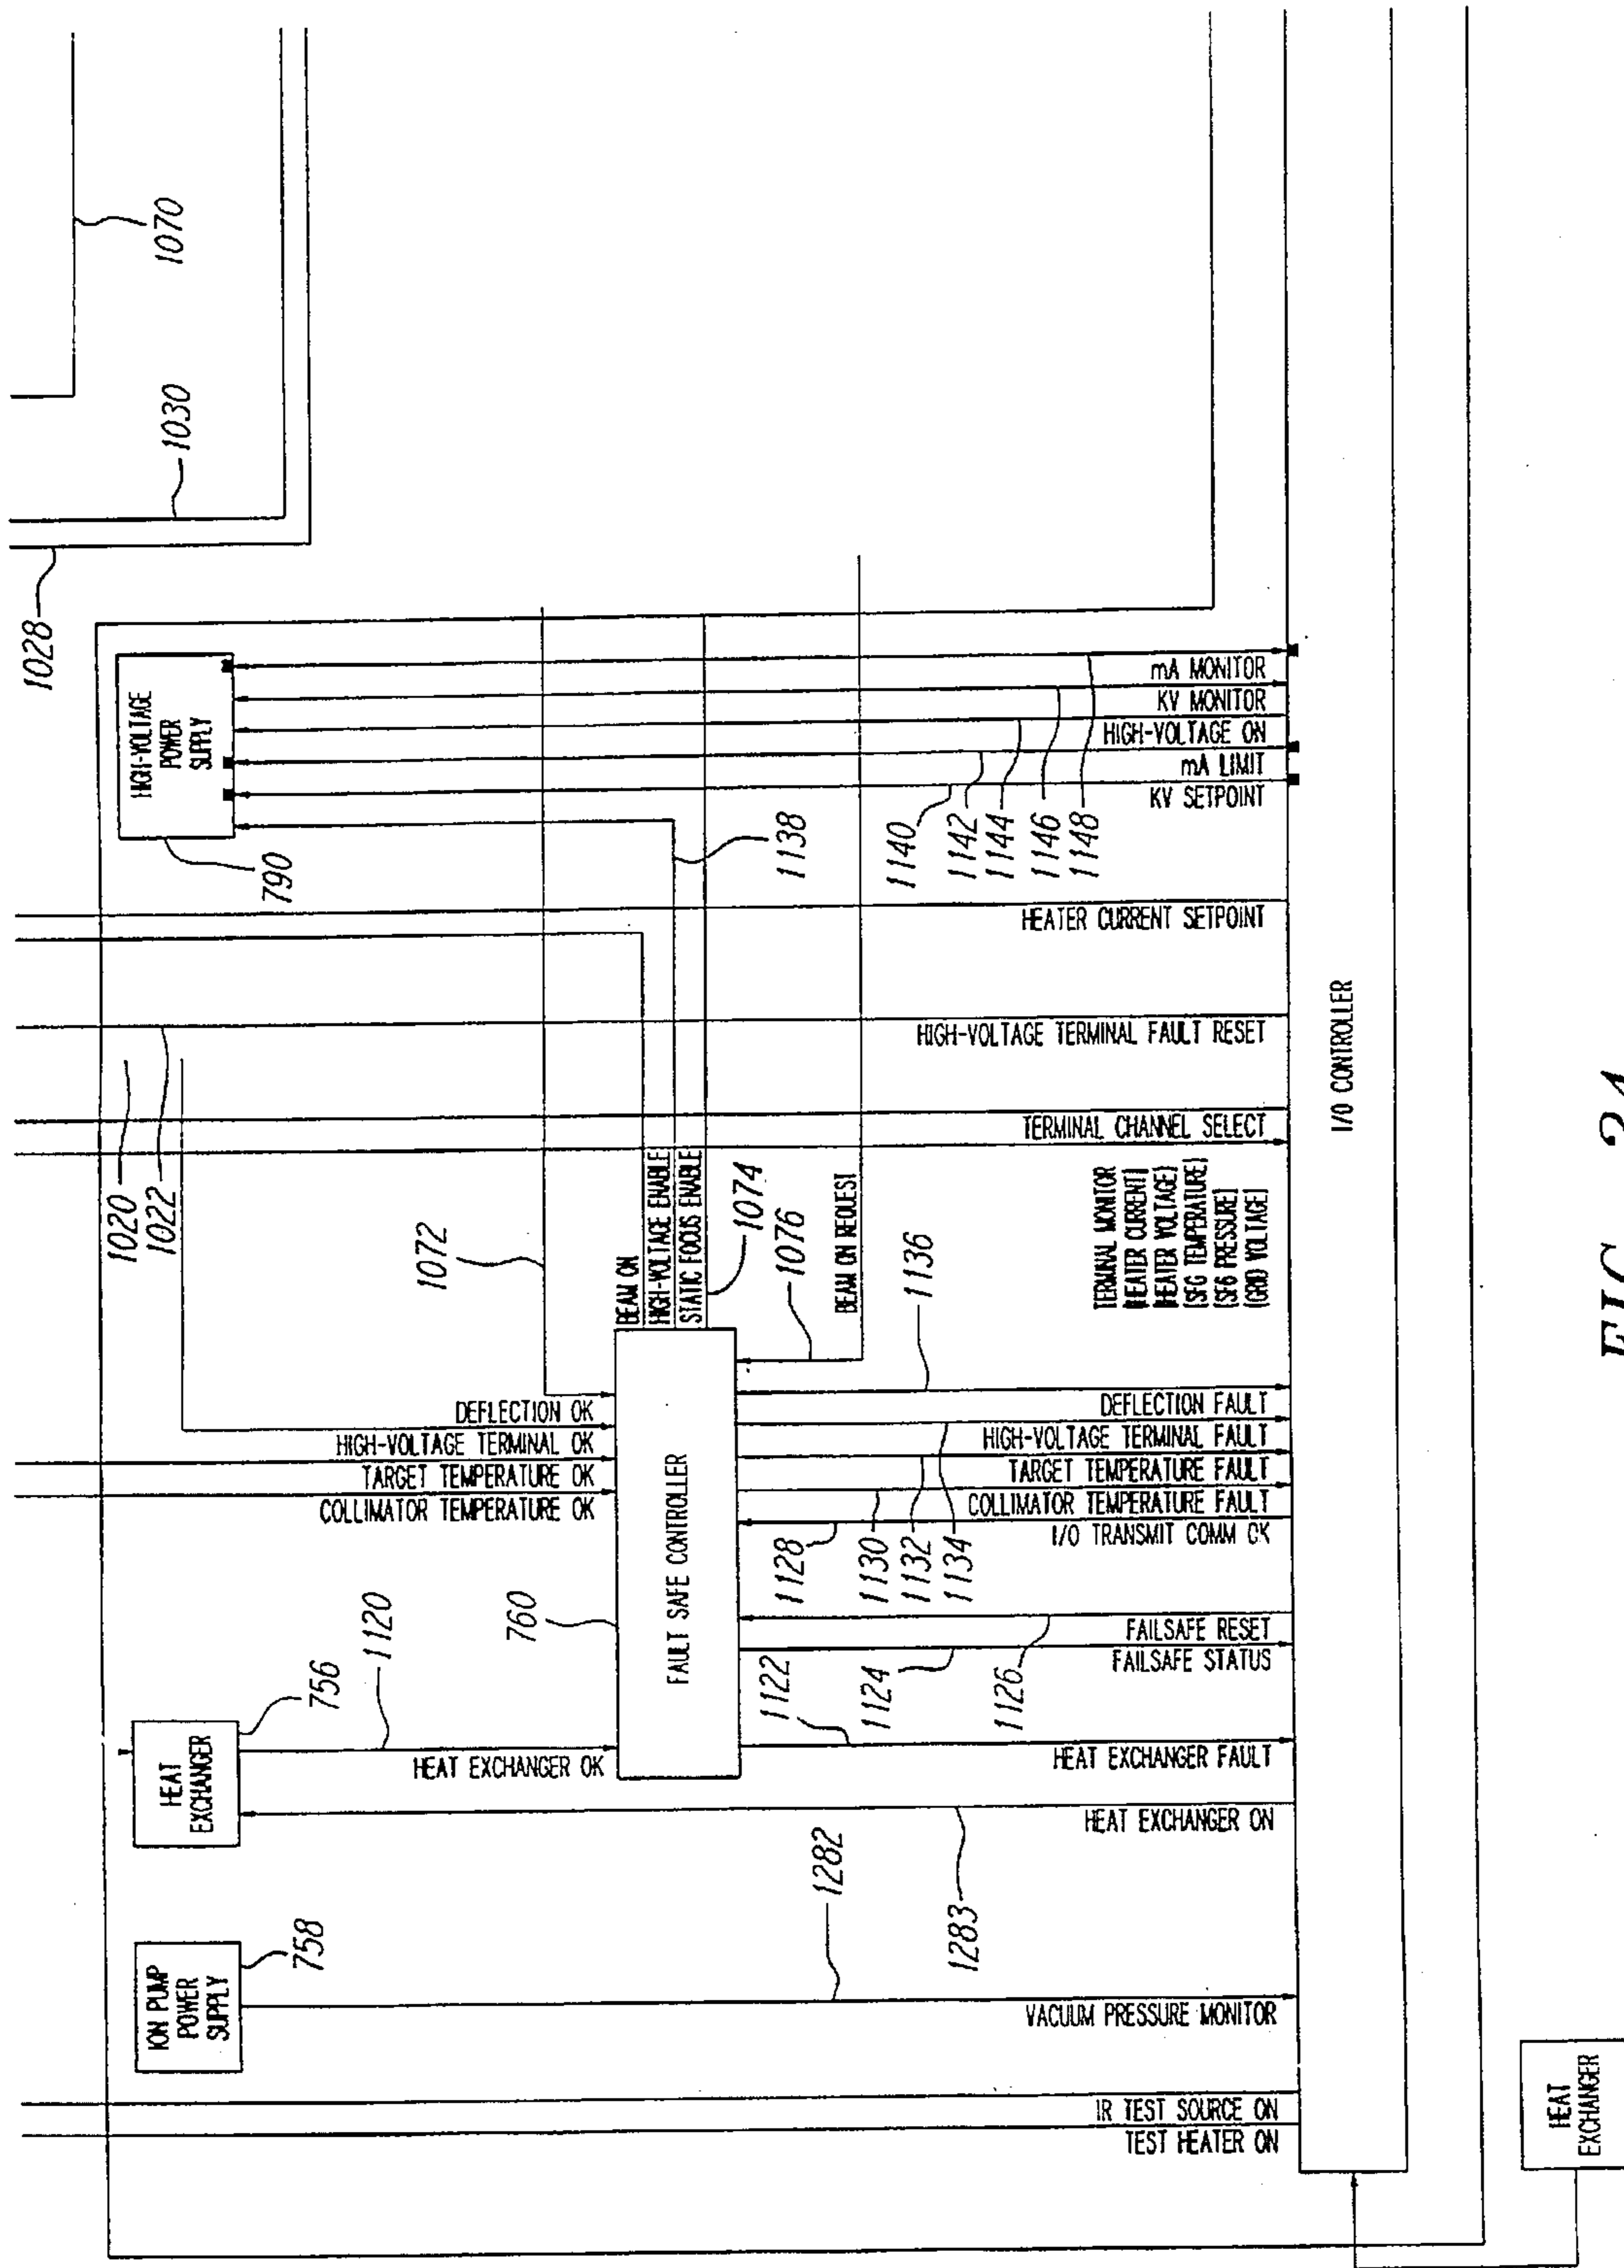 1070
1030
1028
HIGH-VOLTAGE
POWER
SUPPLY
790
1138
mA MONITOR
KV MONITOR
HIGH-VOLTAGE ON
mA LIMIT
KV SETPOINT
1140
1142
1144
1146
1148
HEATER CURRENT SETPOINT
HIGH-VOLTAGE TERMINAL FAULT RESET
TERMINAL CHANNEL SELECT
1020
1022
1072
BEAM ON
HIGH-VOLTAGE ENABLE
STATIC FOCUS ENABLE
1074
1076
BEAM ON REQUEST
1136
TERMINAL MONITOR
[HEATER CURRENT]
[HEATER VOLTAGE]
[SF6 TEMPERATURE]
[SF6 PRESSURE]
[GRID VOLTAGE]
DEFLECTION OK
HIGH-VOLTAGE TERMINAL OK
TARGET TEMPERATURE OK
COLLIMATOR TEMPERATURE OK
FAULT SAFE CONTROLLER
760
DEFLECTION FAULT
HIGH-VOLTAGE TERMINAL FAULT
TARGET TEMPERATURE FAULT
COLLIMATOR TEMPERATURE FAULT
I/O TRANSMIT COMM OK
1128
1130
1132
1134
FAILSAFE RESET
FAILSAFE STATUS
1122
1124
1126
HEAT
EXCHANGER
756
1120
HEAT EXCHANGER OK
HEAT EXCHANGER FAULT
HEAT EXCHANGER ON
1283
ION PUMP
POWER
SUPPLY
758
1282
VACUUM PRESSURE MONITOR
IR TEST SOURCE ON
TEST HEATER ON
I/O CONTROLLER
HEAT
EXCHANGER